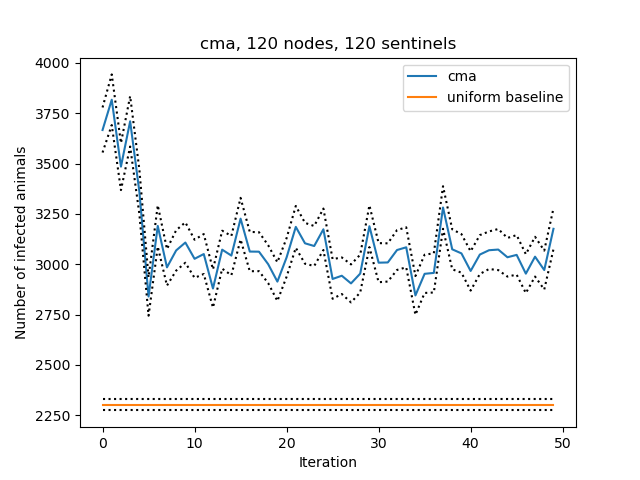 cma, 120 nodes, 120 sentinels
4000
3750
3500
3250
3000
2750
2500
2250
Number of infected animals
cma
uniform baseline
0
10
20
30
40
50
Iteration